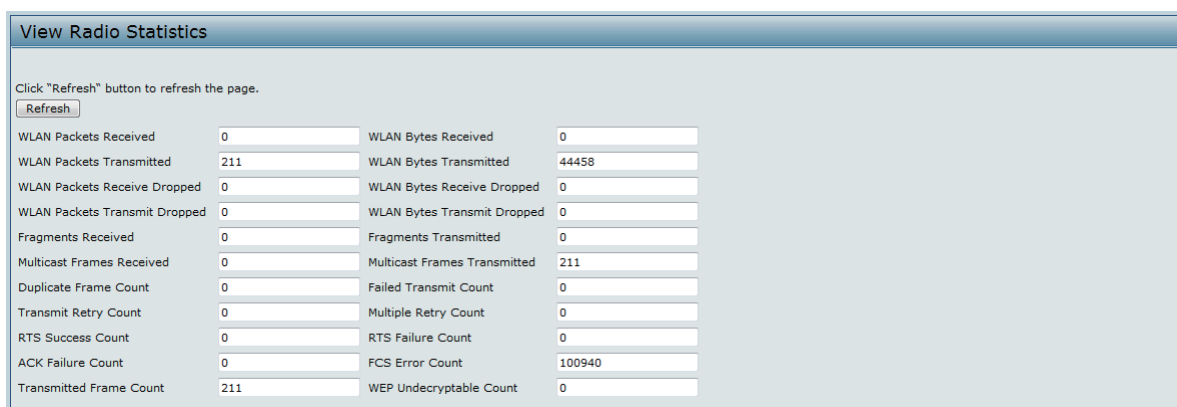 View Radio Statistics
Click "Refresh" button to refresh the page.
Refresh
WLAN Packets Received 0 WLAN Bytes Received 0
WLAN Packets Transmitted 211 WLAN Bytes Transmitted 44458
WLAN Packets Receive Dropped 0 WLAN Bytes Receive Dropped 0
WLAN Packets Transmit Dropped 0 WLAN Bytes Transmit Dropped 0
Fragments Received 0 Fragments Transmitted 0
Multicast Frames Received 0 Multicast Frames Transmitted 211
Duplicate Frame Count 0 Failed Transmit Count 0
Transmit Retry Count 0 Multiple Retry Count 0
RTS Success Count 0 RTS Failure Count 0
ACK Failure Count 0 FCS Error Count 100940
Transmitted Frame Count 211 WEP Undecryptable Count 0